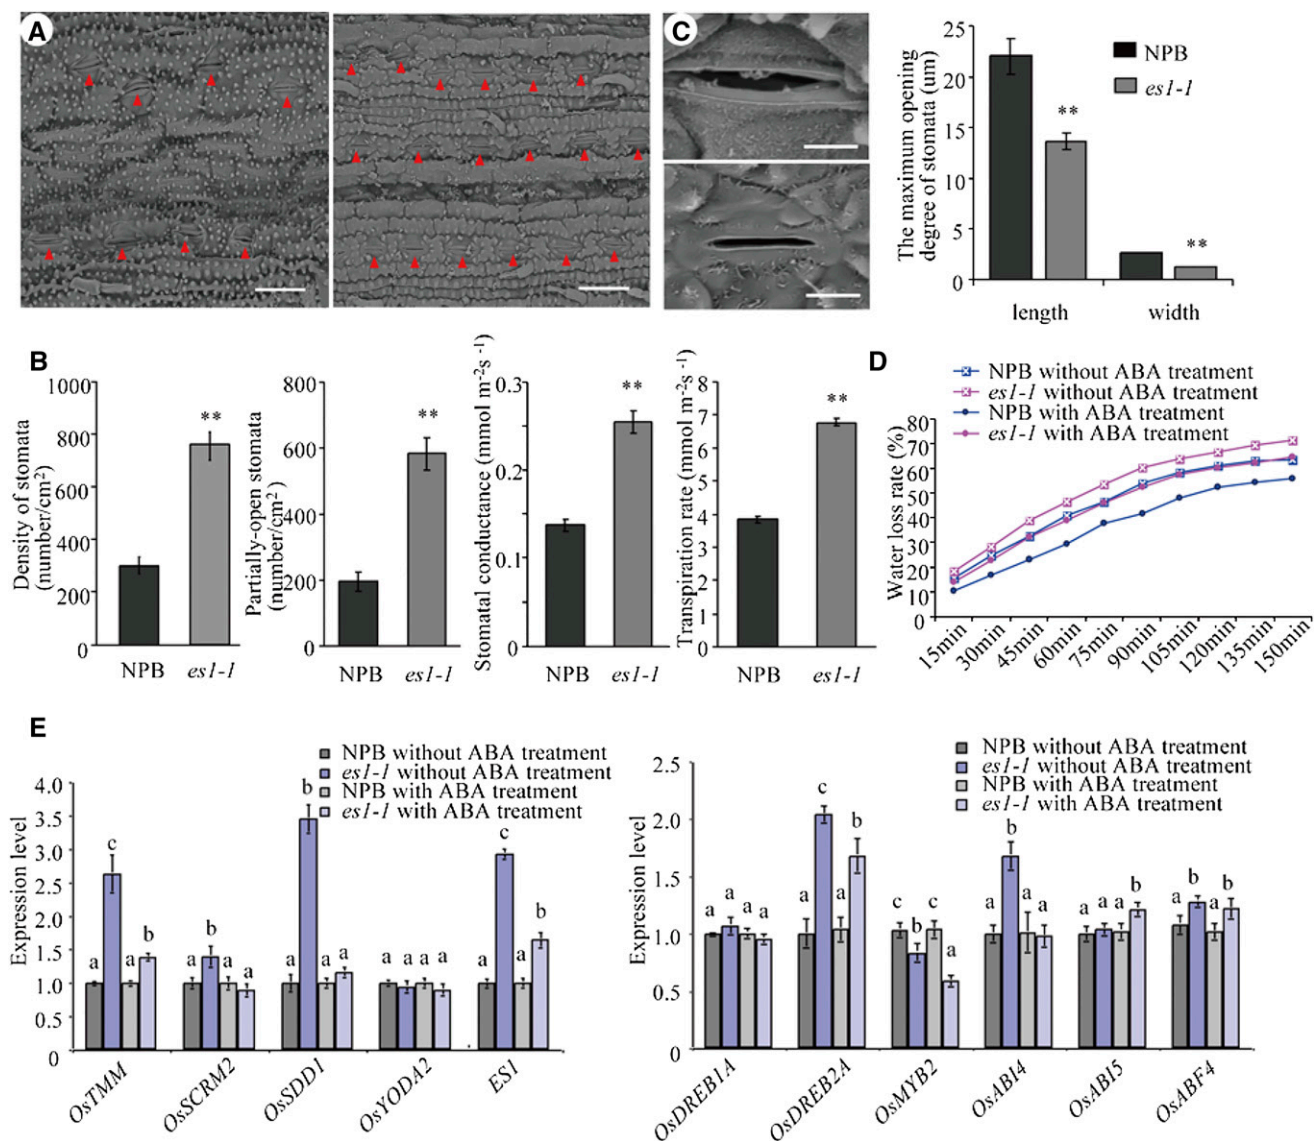 A
C
The maximum opening
degree of stomata (um)
25
20
15
10
5
0
**
**
NPB
es1-1
length
width
B
Density of stomata
(number/cm2)
1000
800
600
400
200
0
**
NPB
es1-1
Partially-open stomata
(number/cm2)
800
600
400
200
0
**
NPB
es1-1
Stomatal conductance (mmol m-2s-1)
0.3
0.2
0.1
0
**
NPB
es1-1
Transpiration rate (mmol m-2s-1)
8
7
6
5
4
3
2
1
0
**
NPB
es1-1
D
NPB without ABA treatment
es1-1 without ABA treatment
NPB with ABA treatment
es1-1 with ABA treatment
Water loss rate (%)
80
70
60
50
40
30
20
10
0
15min
30min
45min
60min
75min
90min
105min
120min
135min
150min
E
NPB without ABA treatment
es1-1 without ABA treatment
NPB with ABA treatment
es1-1 with ABA treatment
Expression level
4.0
3.5
3.0
2.5
2.0
1.5
1.0
0.5
0
a c a b
a b a a
a b a a
a a a a
a c a b
OsTMM
OsSCRM2
OsSDD1
OsYODA2
ES1
NPB without ABA treatment
es1-1 without ABA treatment
NPB with ABA treatment
es1-1 with ABA treatment
Expression level
2.5
2.0
1.5
1.0
0.5
0
a a a a
a c a b
c b c a
a b a a
a a a b
a b a b
OsDREB1A
OsDREB2A
OsMYB2
OsABI4
OsABI5
OsABF4